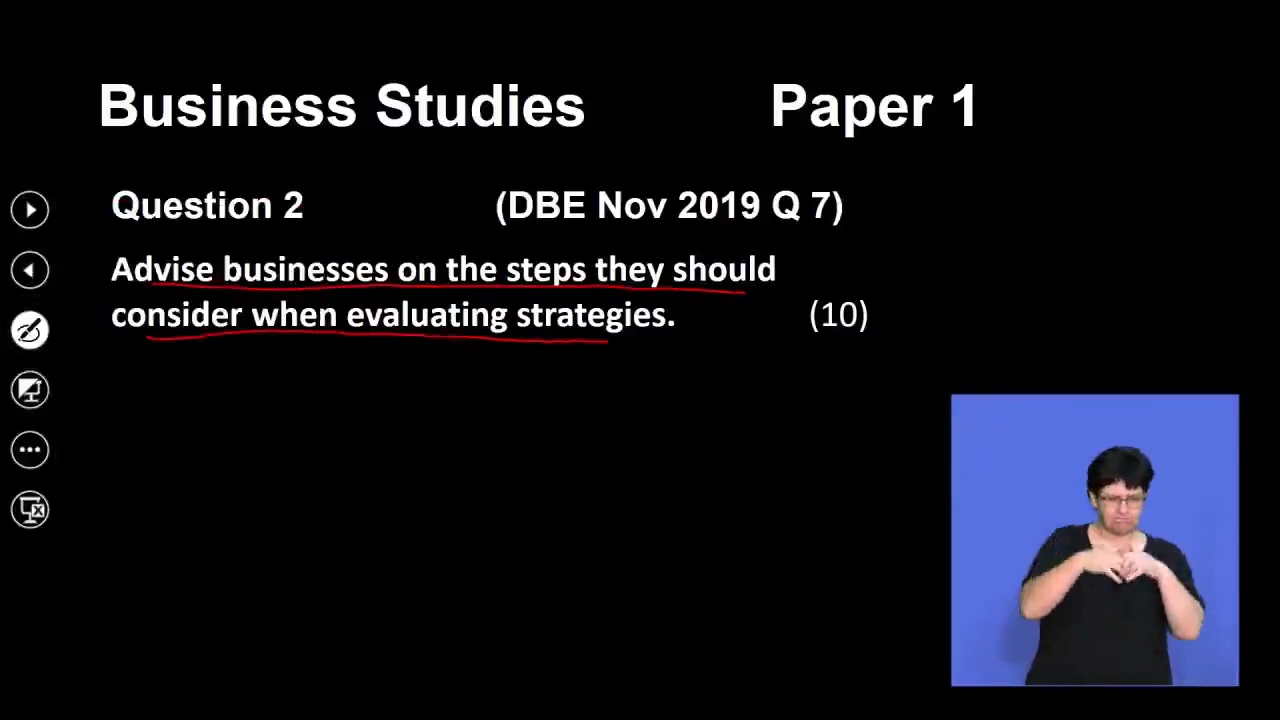 Business Studies Paper 1
Question 2 (DBE Nov 2019 Q 7)
Advise businesses on the steps they should
consider when evaluating strategies. (10)